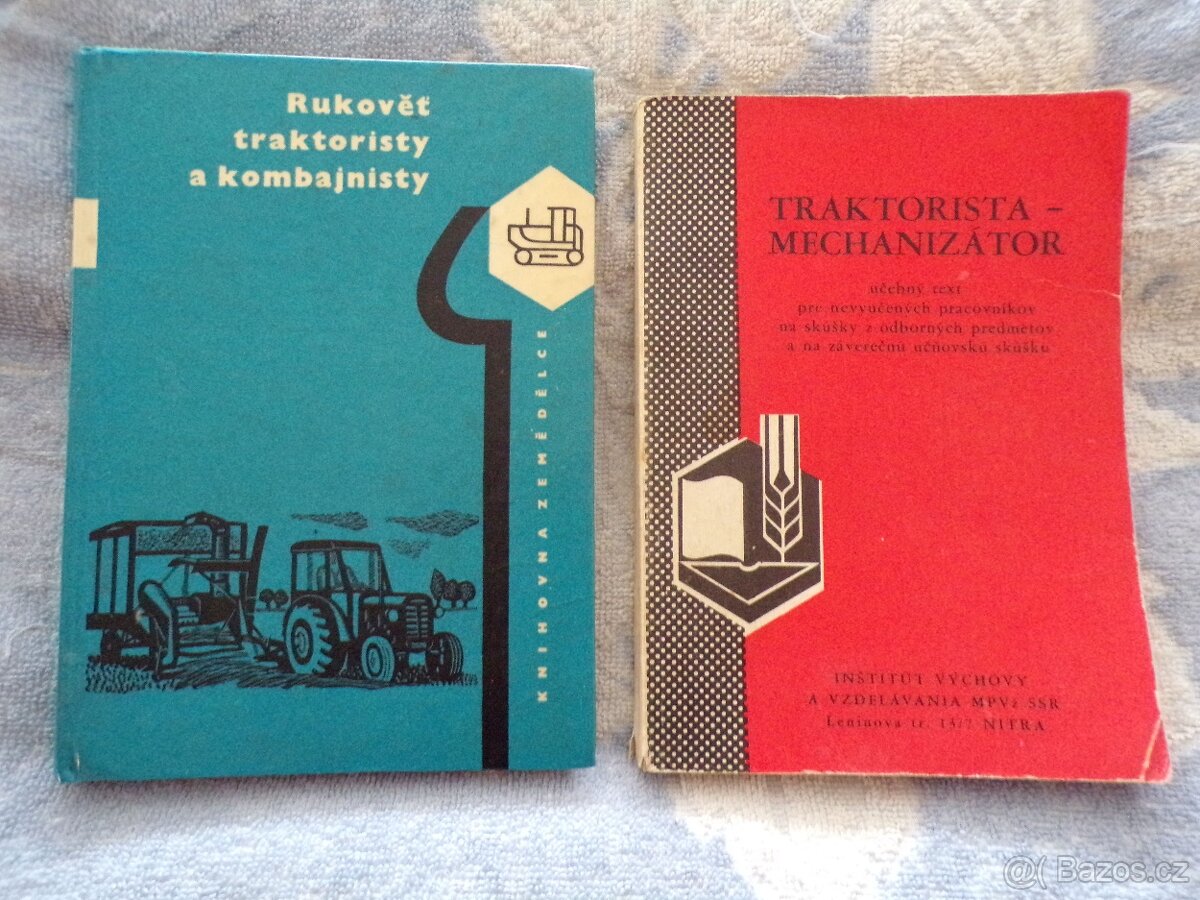 Rukověť
traktoristy
a kombajnisty
KNIHOVNA ZEMĚDĚLCE
TRAKTORISTA –
MECHANIZÁTOR
učebný text
pre nevyučených pracovníkov
na skúšky z odborných predmetov
a na záverečnú učňovskú skúšku
INŠTITÚT VÝCHOVY
A VZDELÁVANIA MPVž SSR
Leninova tr. NITRA
Bazos.cz